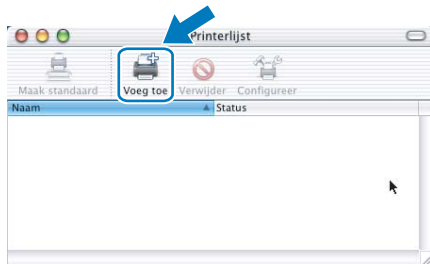 Printerlijst
Maak standaard Voeg toe Verwijder Configureer
Naam Status